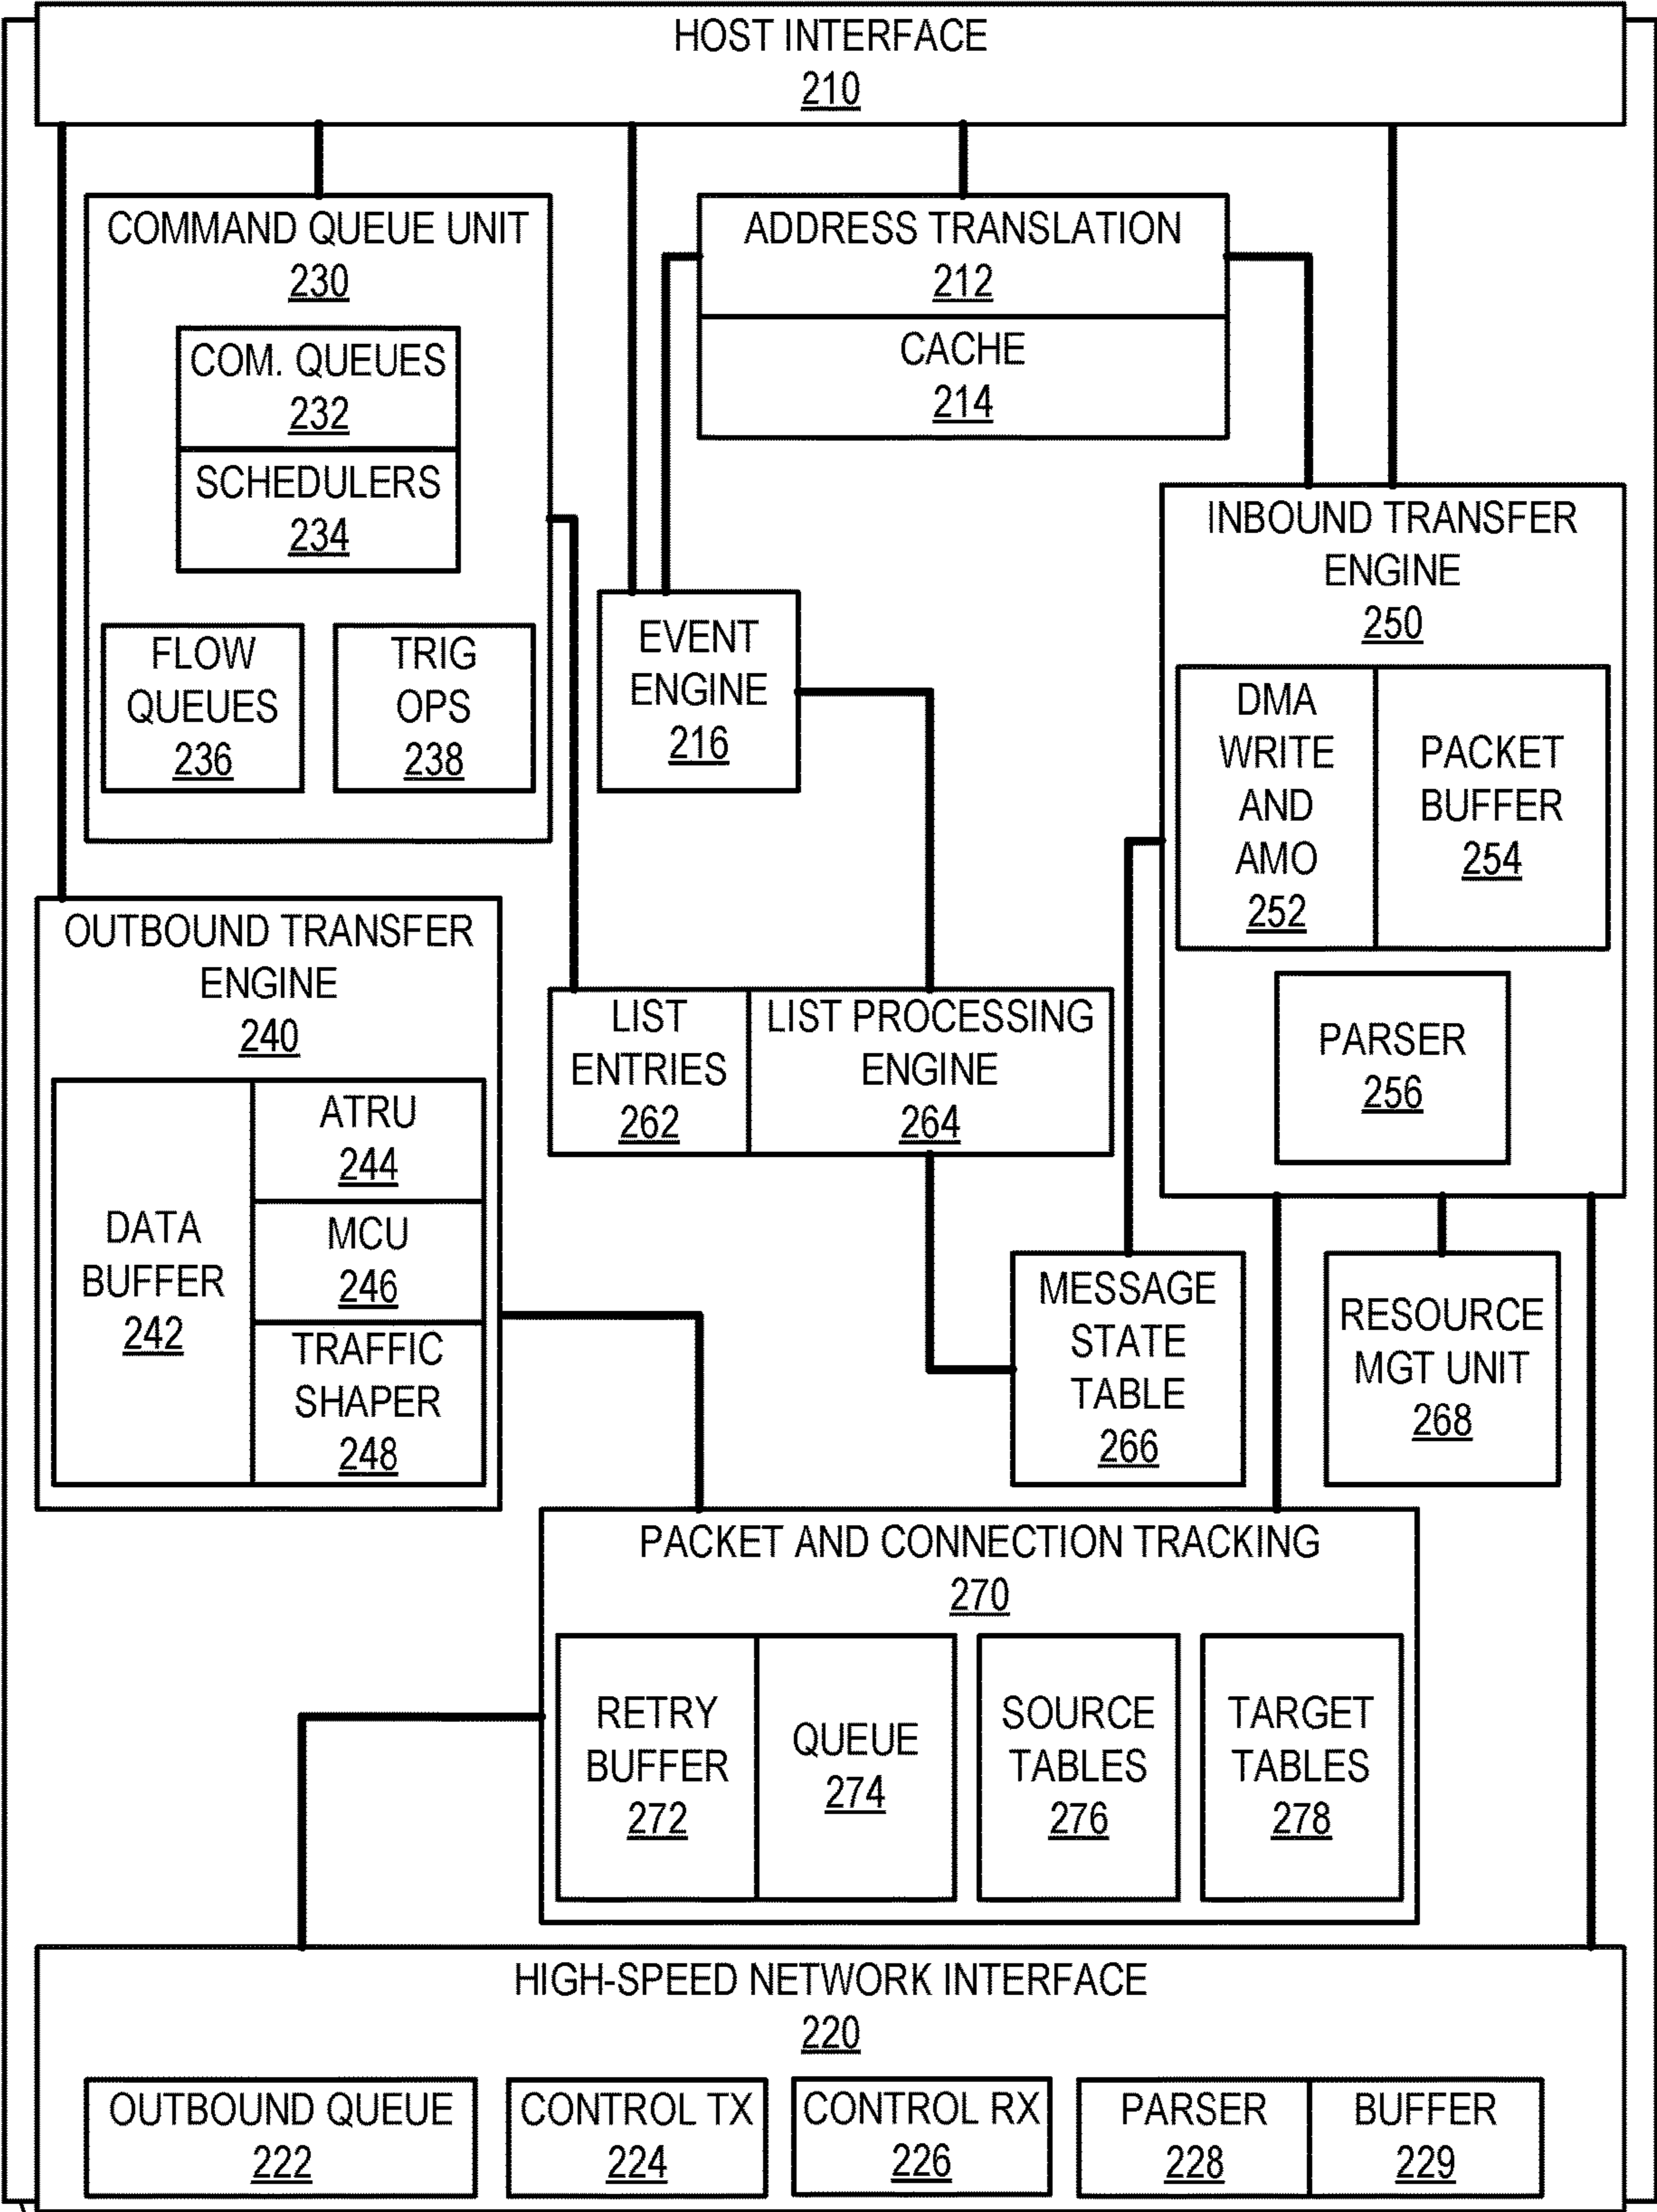 HOST INTERFACE
210
COMMAND QUEUE UNIT
230
COM. QUEUES
232
SCHEDULERS
234
FLOW
QUEUES
236
TRIG
OPS
238
ADDRESS TRANSLATION
212
CACHE
214
EVENT
ENGINE
216
INBOUND TRANSFER
ENGINE
250
DMA
WRITE
AND
AMO
252
PACKET
BUFFER
254
PARSER
256
OUTBOUND TRANSFER
ENGINE
240
DATA
BUFFER
242
ATRU
244
MCU
246
TRAFFIC
SHAPER
248
LIST
ENTRIES
262
LIST PROCESSING
ENGINE
264
MESSAGE
STATE
TABLE
266
RESOURCE
MGT UNIT
268
PACKET AND CONNECTION TRACKING
270
RETRY
BUFFER
272
QUEUE
274
SOURCE
TABLES
276
TARGET
TABLES
278
HIGH-SPEED NETWORK INTERFACE
220
OUTBOUND QUEUE
222
CONTROL TX
224
CONTROL RX
226
PARSER
228
BUFFER
229